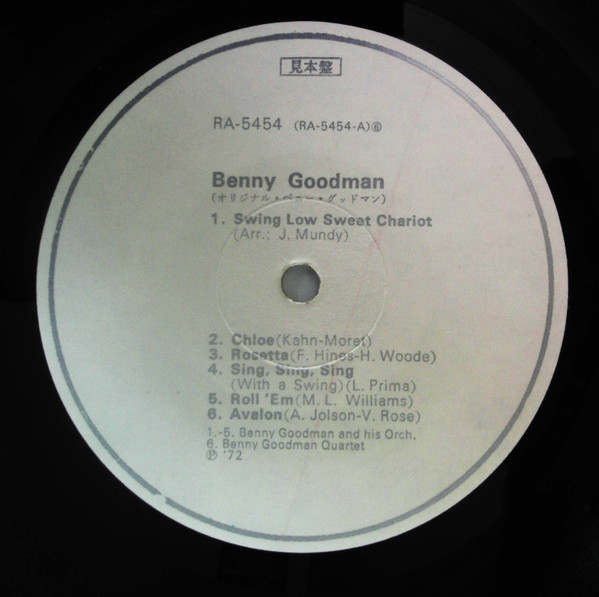 見本盤
RA-5454 (RA-5454-A)⑥
Benny Goodman
(オリジナル・ベニー・グッドマン)
1. Swing Low Sweet Chariot
(Arr.: J. Mundy)
2. Chloe(Kahn-Moret)
3. Rosetta(F. Hines-H. Woode)
4. Sing, Sing, Sing
(With a Swing)(L. Prima)
5. Roll 'Em(M. L. Williams)
6. Avalon(A. Jolson-V. Rose)
1.-5. Benny Goodman and his Orch.
6. Benny Goodman Quartet
℗ '72